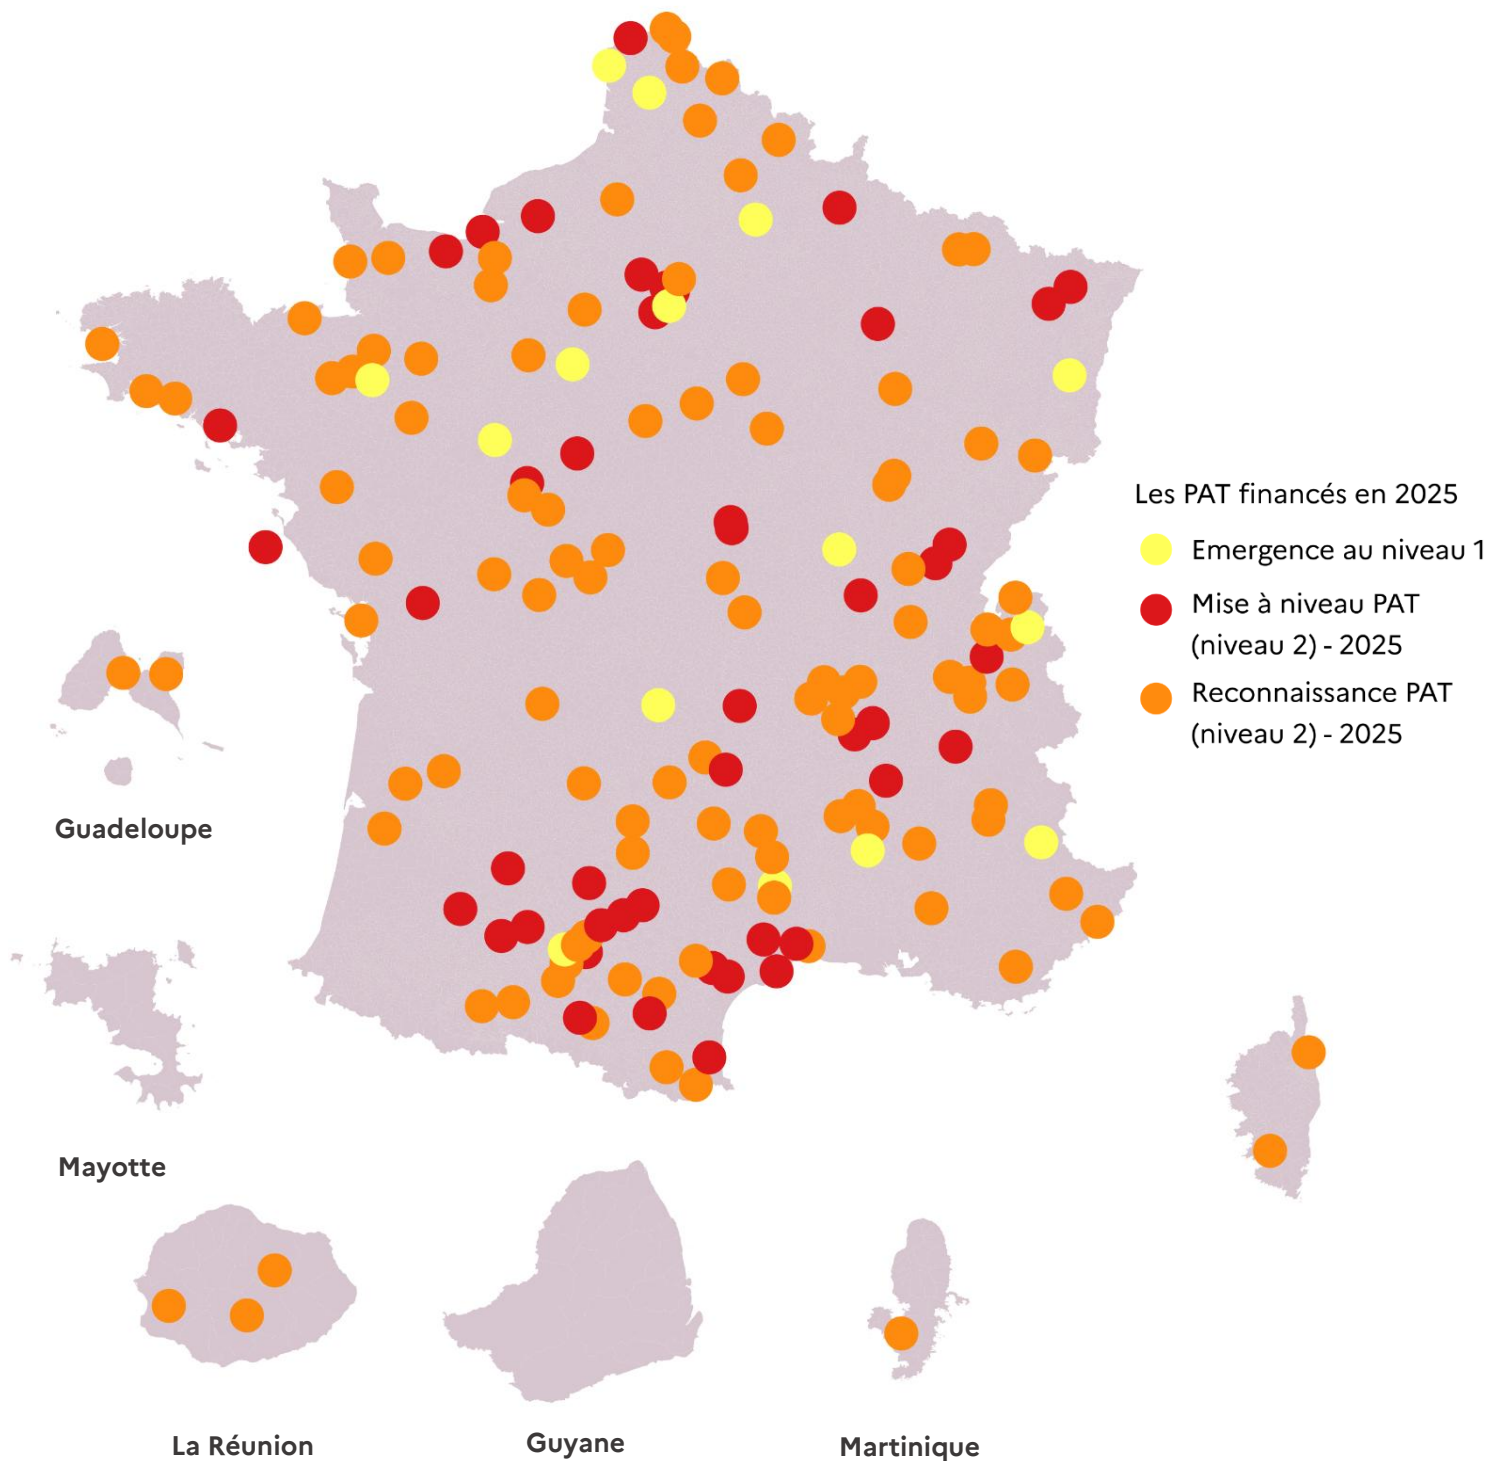 Les PAT financés en 2025
Emergence au niveau 1
Mise à niveau PAT
(niveau 2) - 2025
Reconnaissance PAT
(niveau 2) - 2025
Guadeloupe
Mayotte
La Réunion
Guyane
Martinique